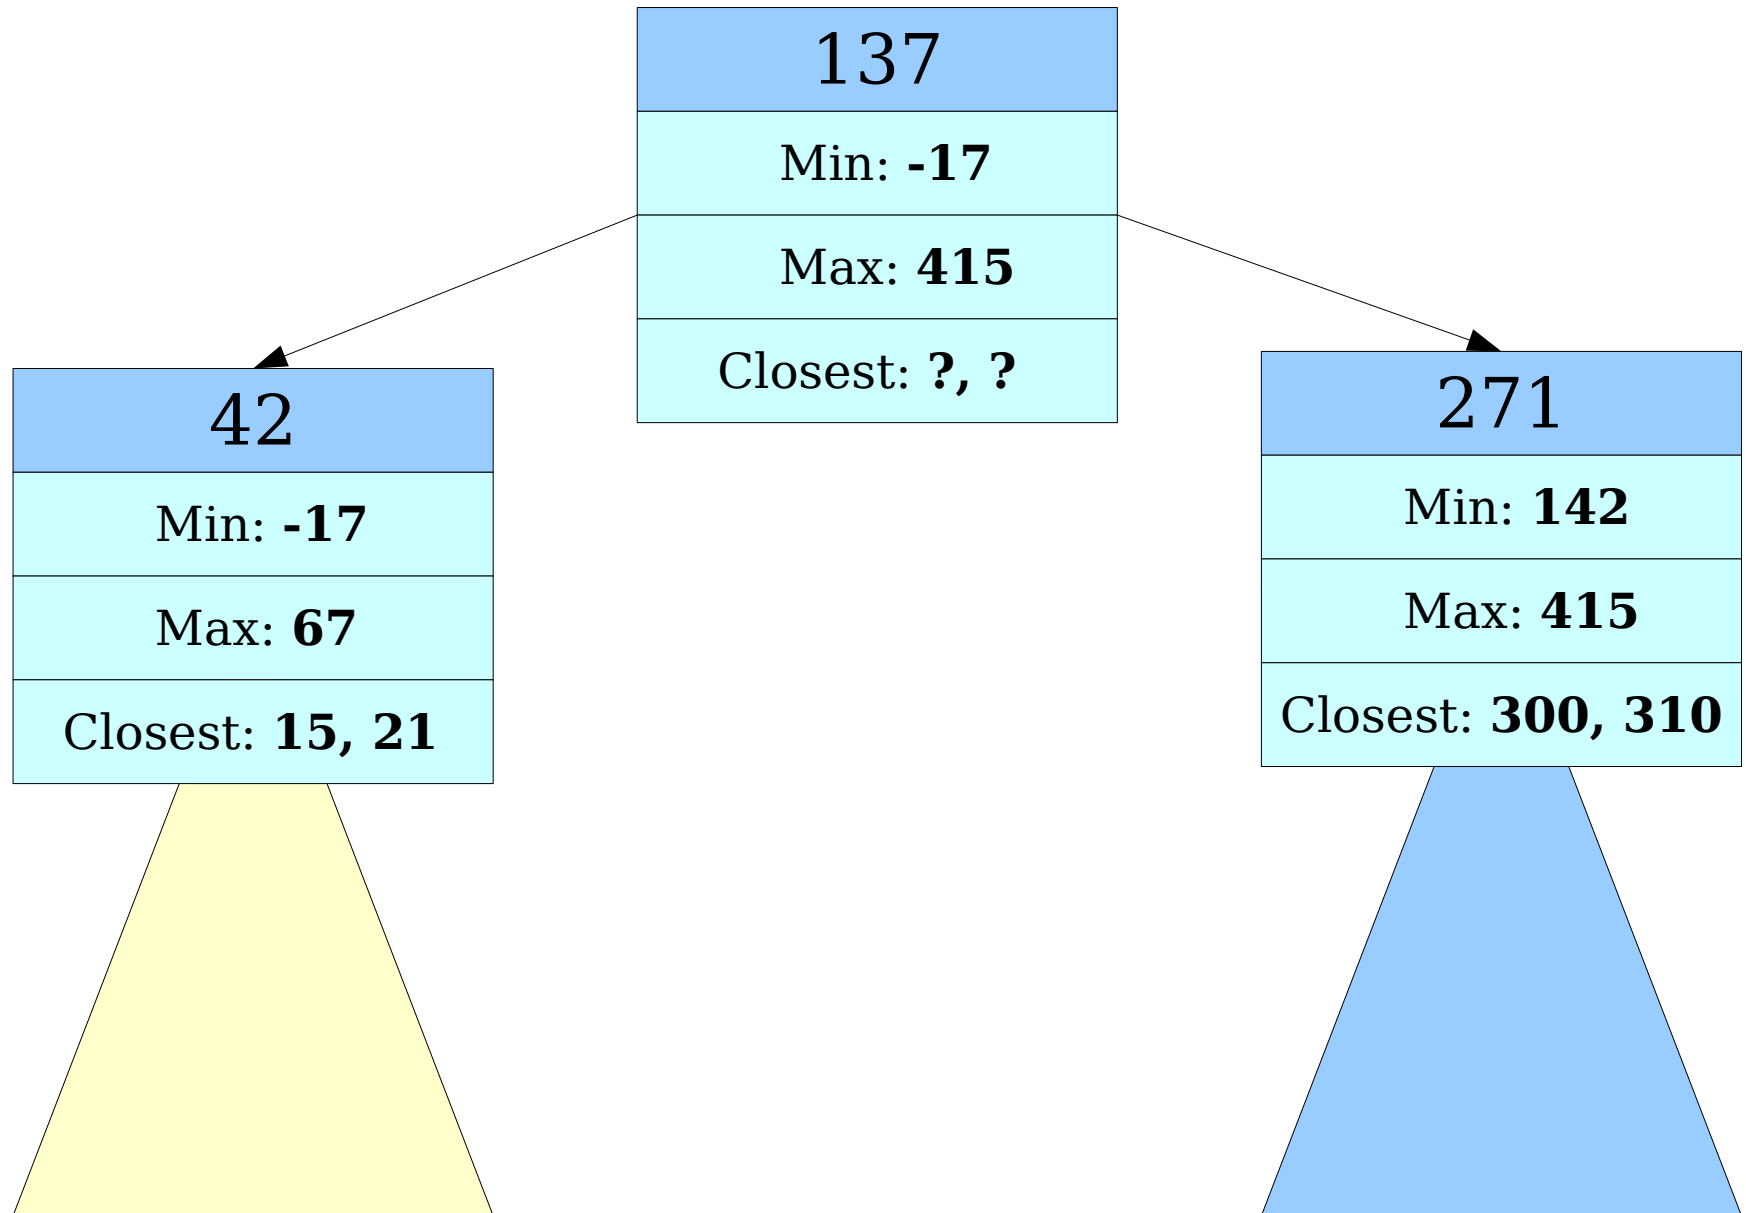 137
Min: -17
Max: 415
Closest: ?, ?
42
Min: -17
Max: 67
Closest: 15, 21
271
Min: 142
Max: 415
Closest: 300, 310